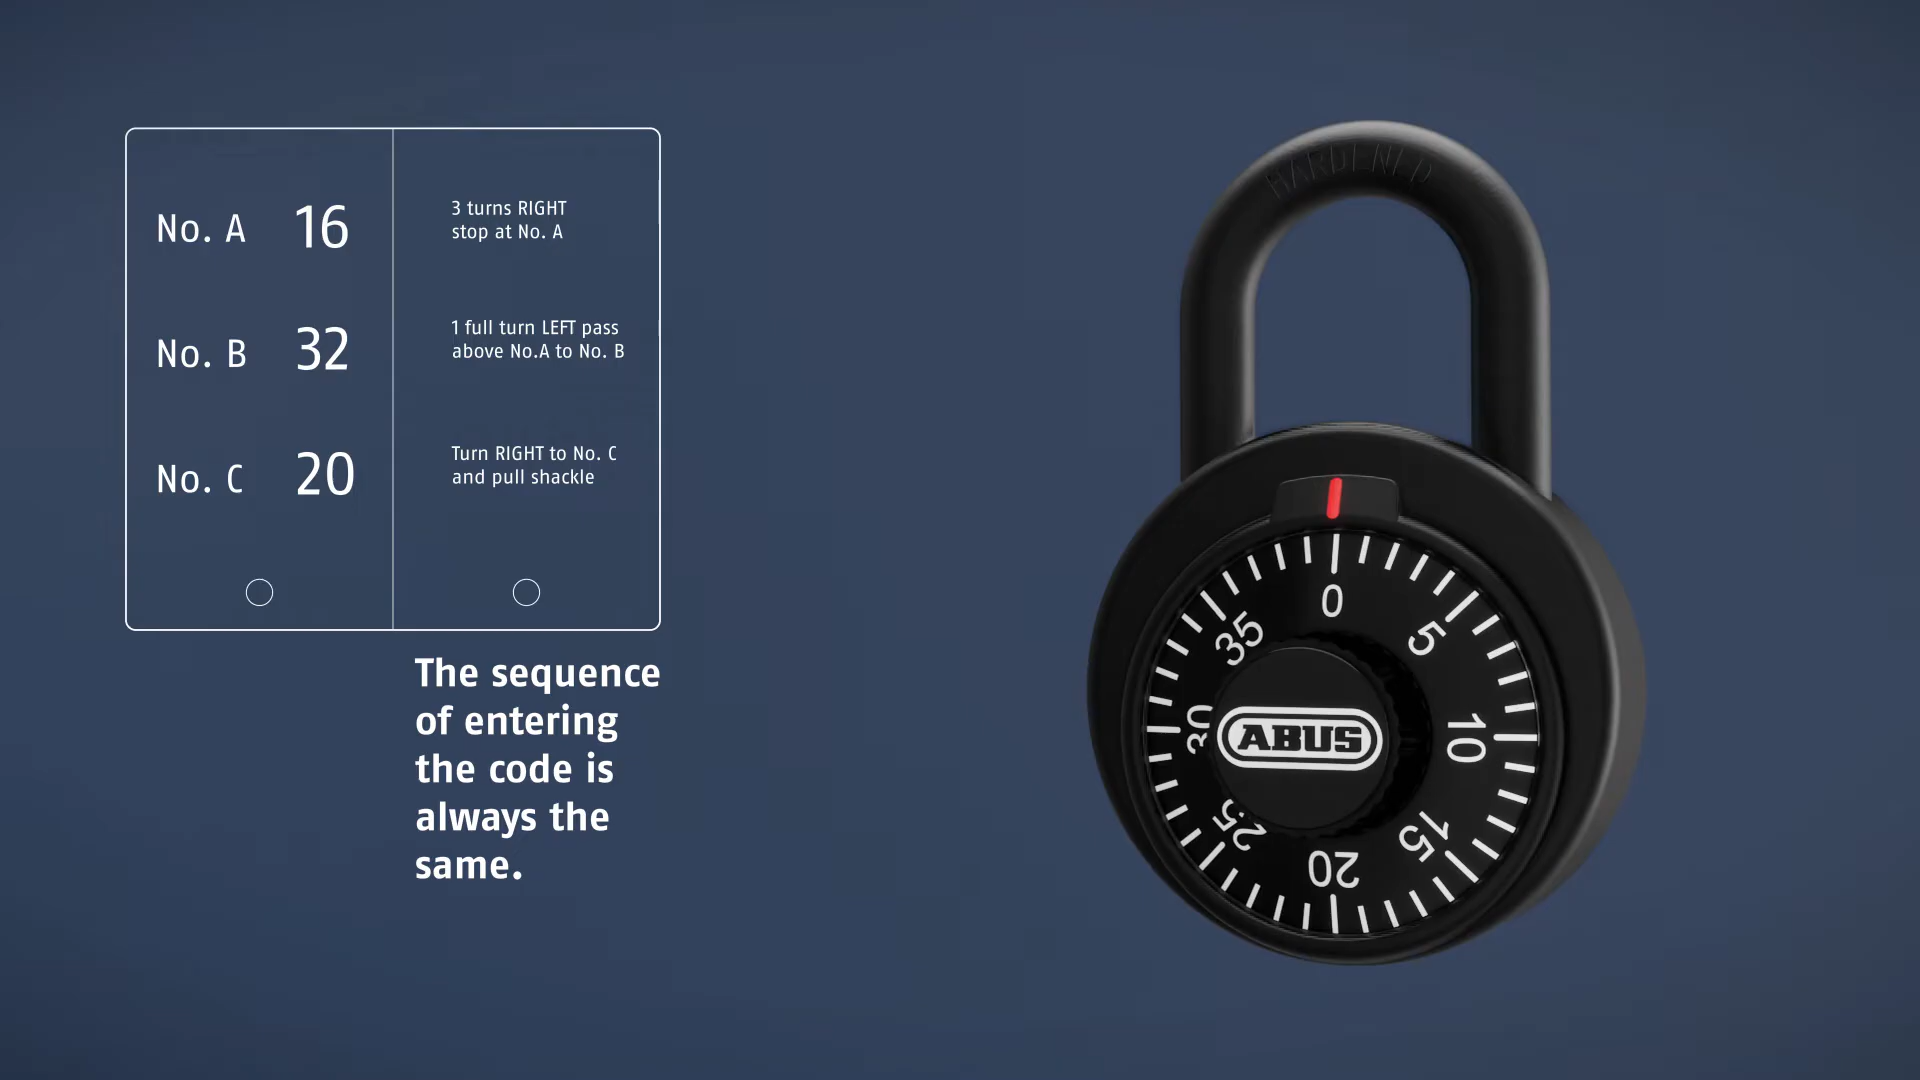 No. A 16
3 turns RIGHT
stop at No. A
No. B 32
1 full turn LEFT pass
above No.A to No. B
No. C 20
Turn RIGHT to No. C
and pull shackle
The sequence
of entering
the code is
always the
same.
HARDENED
0
5
10
15
20
25
30
35
ABUS